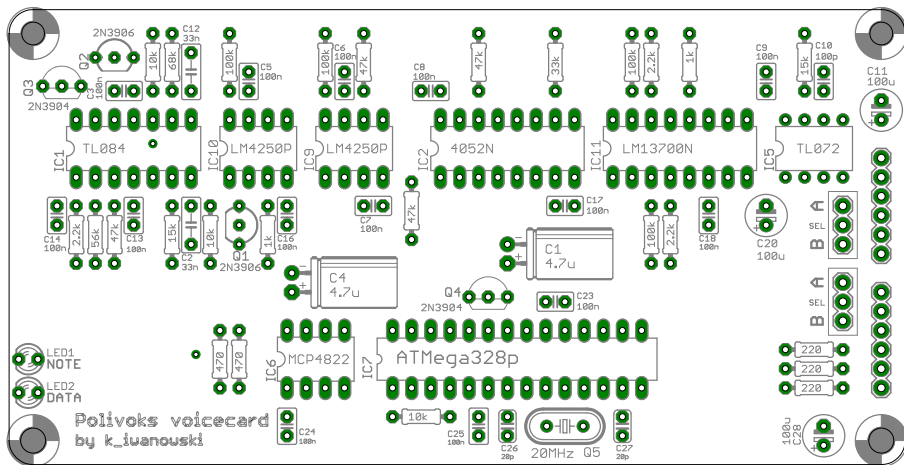 2N3906
Q2
Q3
2N3904
C3
100n
10k
68k
C12
33n
100k
C5
100n
100k
C6
100n
47k
C8
100n
47k
33k
100k
2.2k
1k
C9
100n
15k
C10
100p
C11
100u
+
IC1
TL084
IC10
LM4250P
IC9
LM4250P
IC2
4052N
IC11
LM13700N
IC5
TL072
C14
100n
2.2k
56k
47k
C13
100n
15k
C2
33n
10k
Q1
2N3906
1k
C16
100n
C7
100n
47k
C17
100n
100k
2.2k
C18
100n
+
C20
100u
A
SEL
B
A
SEL
B
-
+
C4
4.7u
-
+
C1
4.7u
Q4
2N3904
C23
100n
LED1
NOTE
LED2
DATA
470
470
IC6
MCP4822
IC7
ATMega328p
220
220
220
Polivoks voicecard
by k_iwanowski
C24
100n
10k
C25
100n
C26
20p
20MHz
Q5
C27
20p
100u
C28
+